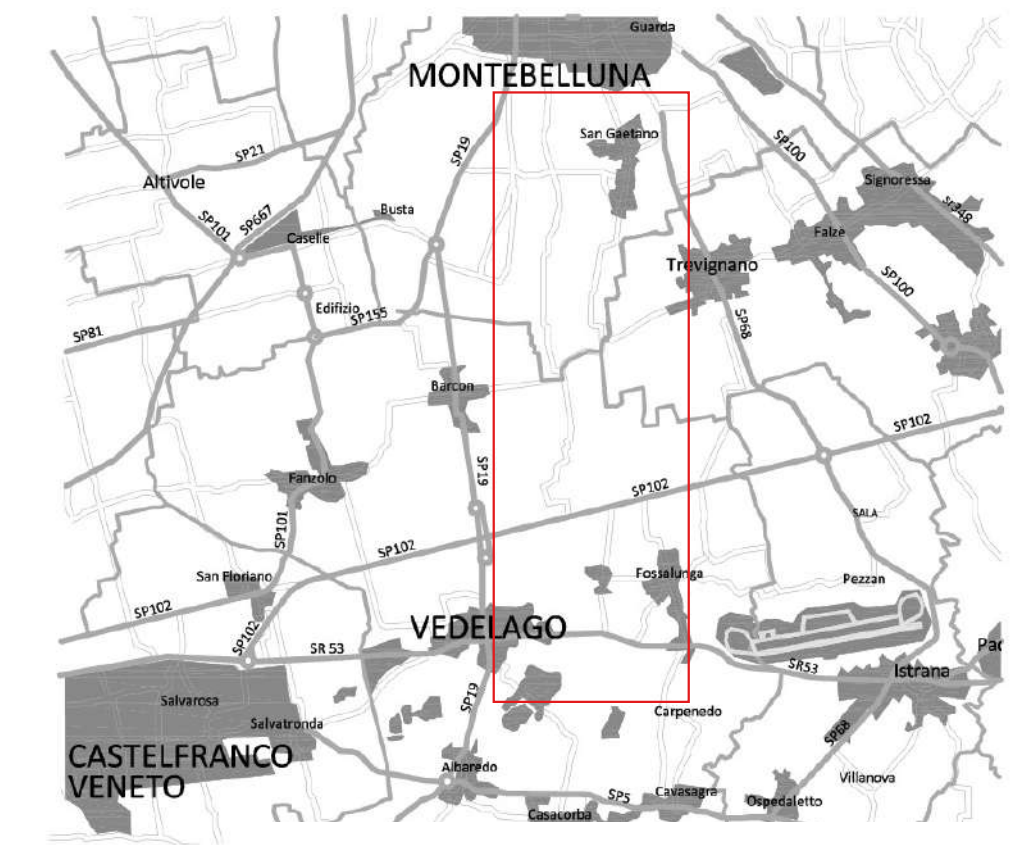 Guarda
MONTEBELLUNA
San Gaetano
SP19
SP100
SP21
Altivole
Signoressa
Sr348
Busta
SP101
SP667
Caselle
Falzè
Trevignano
SP100
Edifizio
SP155
SP81
SP68
Barcon
SP102
SP19
Fanzolo
SP102
SP101
SALA
SP102
San Floriano
Fossalunga
Pezzan
SP102
SP102
VEDELAGO
SR 53
SR53
Istrana
SP19
Salvarosa
Carpenedo
Salvatronda
SP68
CASTELFRANCO
VENETO
Albaredo
Villanova
Cavasagra
SP5
Ospedaletto
Casacorba